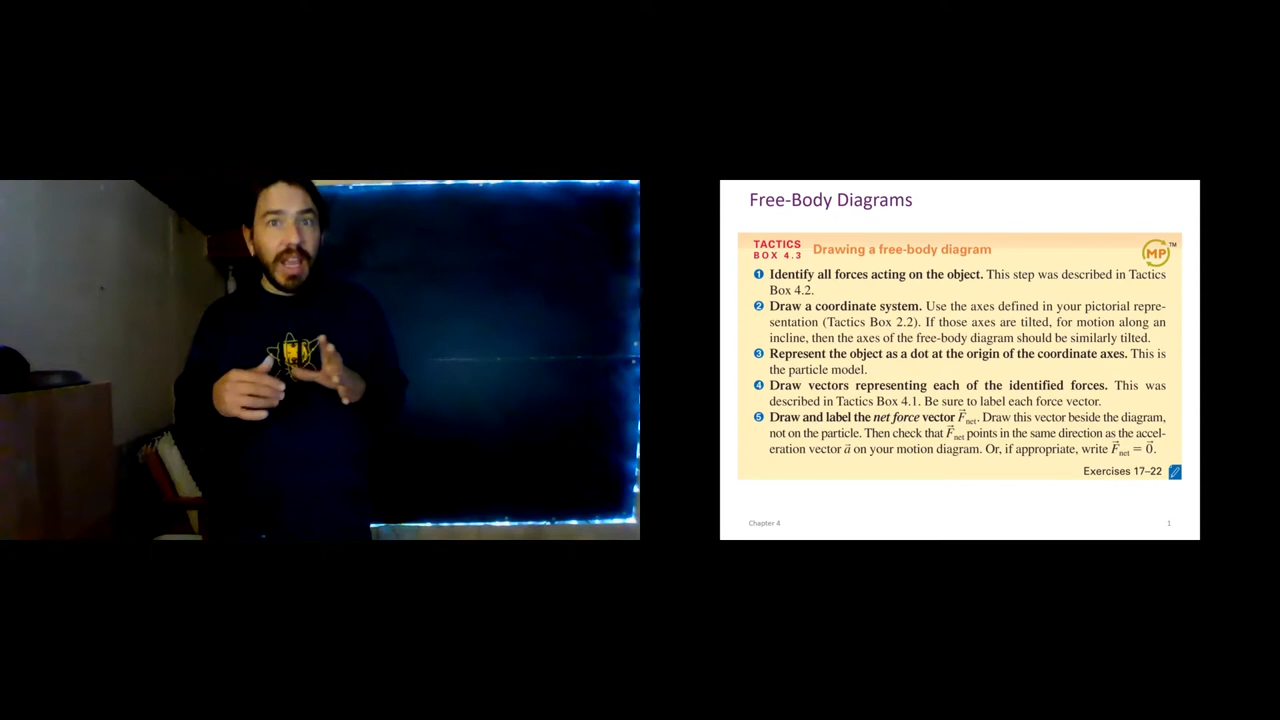 Free-Body Diagrams
TACTICS
BOX 4.3
Drawing a free-body diagram
MP
TM
1 Identify all forces acting on the object. This step was described in Tactics
Box 4.2.
2 Draw a coordinate system. Use the axes defined in your pictorial repre-
sentation (Tactics Box 2.2). If those axes are tilted, for motion along an
incline, then the axes of the free-body diagram should be similarly tilted.
3 Represent the object as a dot at the origin of the coordinate axes. This is
the particle model.
4 Draw vectors representing each of the identified forces. This was
described in Tactics Box 4.1. Be sure to label each force vector.
5 Draw and label the net force vector F⃗net. Draw this vector beside the diagram,
not on the particle. Then check that F⃗net points in the same direction as the accel-
eration vector a⃗ on your motion diagram. Or, if appropriate, write F⃗net = 0⃗.
Exercises 17–22
Chapter 4
1